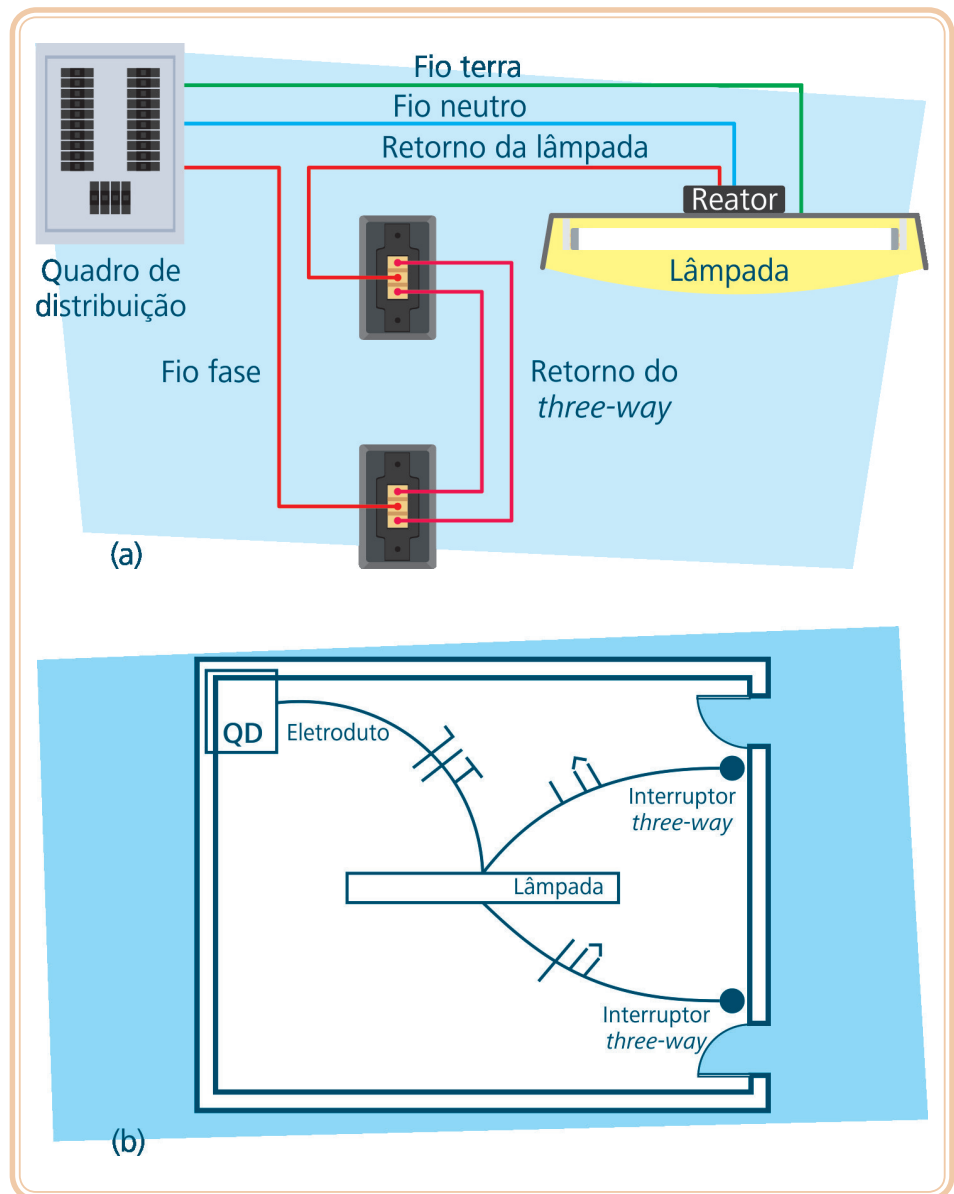 Fio terra
Fio neutro
Retorno da lâmpada
Reator
Quadro de
distribuição
Lâmpada
Fio fase
Retorno do
three-way
(a)
QD
Eletroduto
Interruptor
three-way
Lâmpada
Interruptor
three-way
(b)